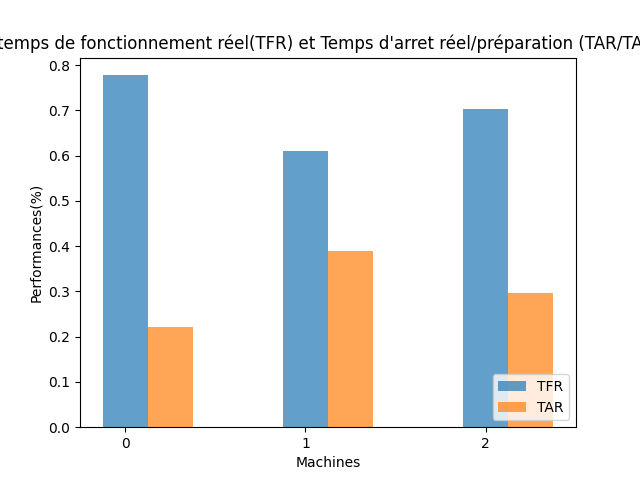 temps de fonctionnement réel(TFR) et Temps d'arret réel/préparation (TAR/TA
0.8
0.7
0.6
0.5
0.4
0.3
0.2
0.1
0.0
Performances(%)
0 1 2
Machines
TFR
TAR